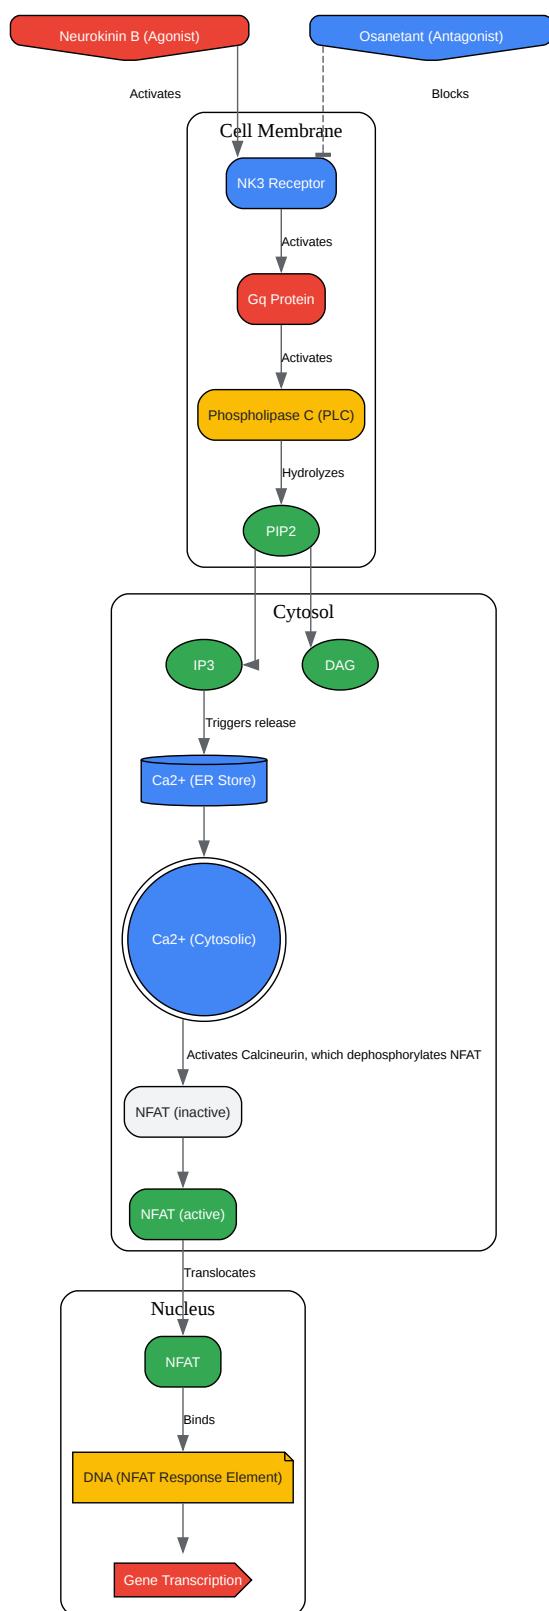 Neurokinin B (Agonist)
Osanetant (Antagonist)
Activates
Blocks
Cell Membrane
NK3 Receptor
Activates
Gq Protein
Activates
Phospholipase C (PLC)
Hydrolyzes
PIP2
Cytosol
IP3
DAG
Triggers release
Ca2+ (ER Store)
Ca2+ (Cytosolic)
Activates Calcineurin, which dephosphorylates NFAT
NFAT (inactive)
NFAT (active)
Translocates
Nucleus
NFAT
Binds
DNA (NFAT Response Element)
Gene Transcription